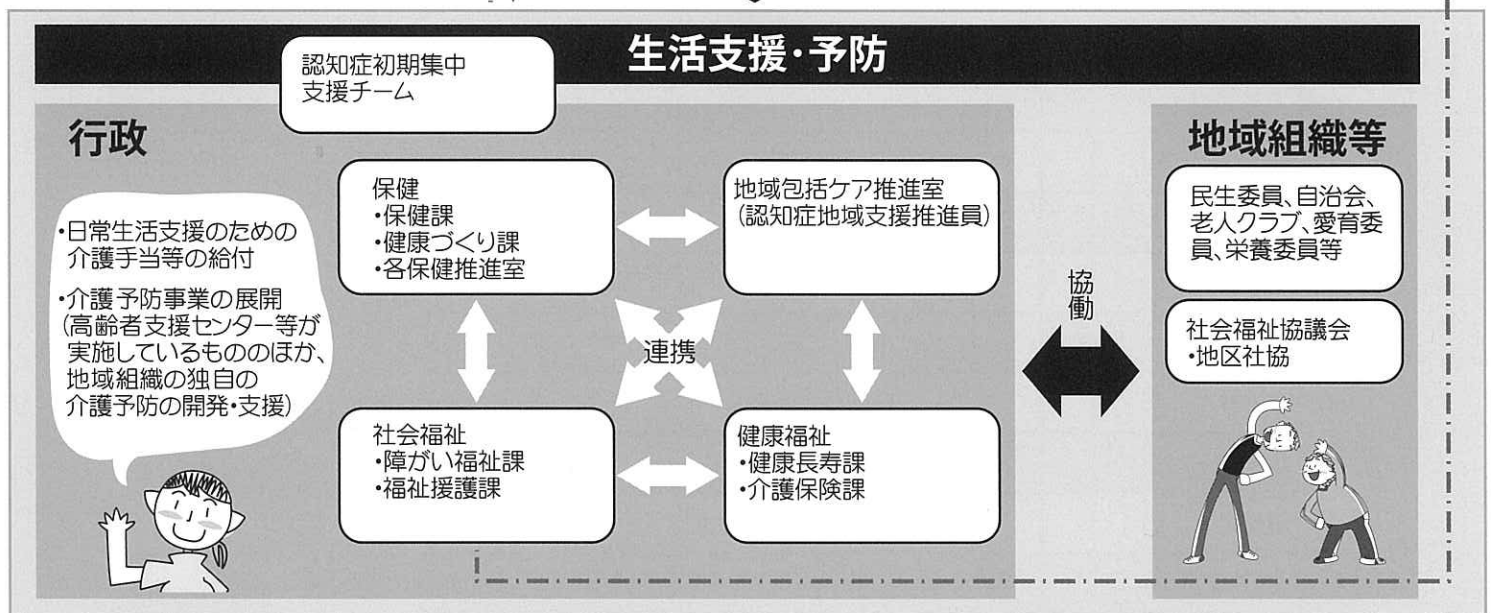 生活支援・予防
認知症初期集中
支援チーム
行政
・日常生活支援のための
介護手当等の給付
・介護予防事業の展開
(高齢者支援センター等が
実施しているもののほか、
地域組織の独自の
介護予防の開発・支援)
保健
・保健課
・健康づくり課
・各保健推進室
地域包括ケア推進室
(認知症地域支援推進員)
連携
社会福祉
・障がい福祉課
・福祉援護課
健康福祉
・健康長寿課
・介護保険課
協働
地域組織等
民生委員、自治会、
老人クラブ、愛育委
員、栄養委員等
社会福祉協議会
・地区社協